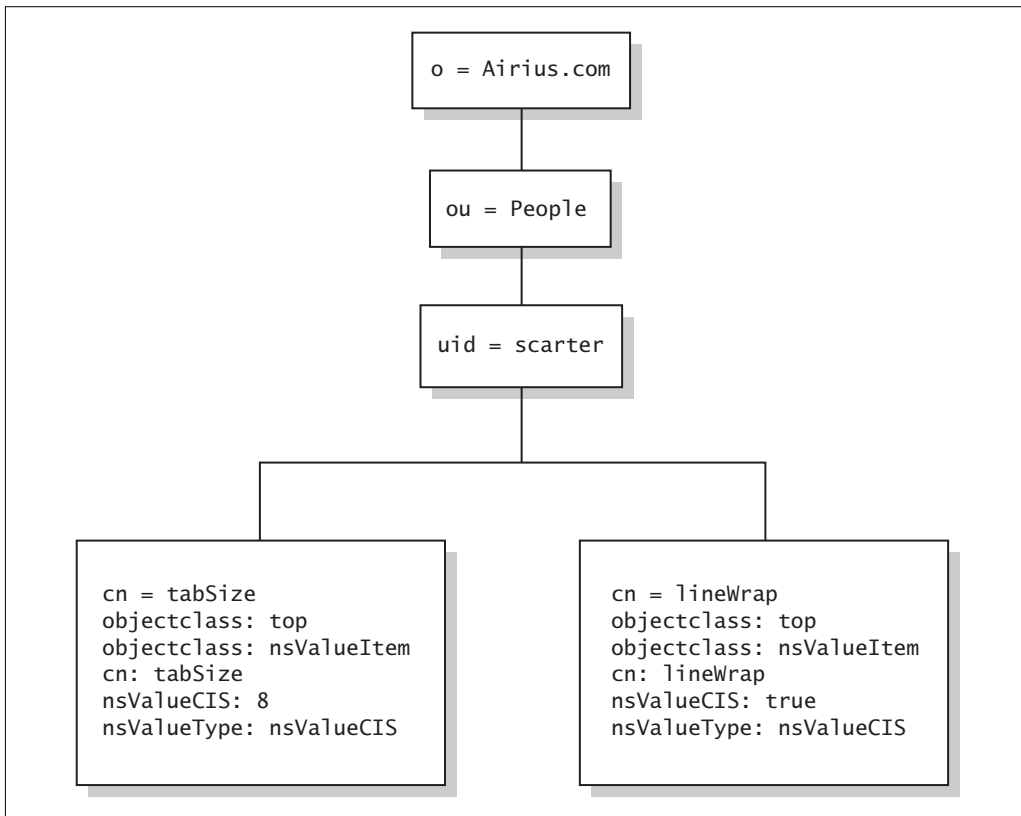 o = Airius.com
ou = People
uid = scarter
cn = tabSize
objectclass: top
objectclass: nsValueItem
cn: tabSize
nsValueCIS: 8
nsValueType: nsValueCIS
cn = lineWrap
objectclass: top
objectclass: nsValueItem
cn: lineWrap
nsValueCIS: true
nsValueType: nsValueCIS